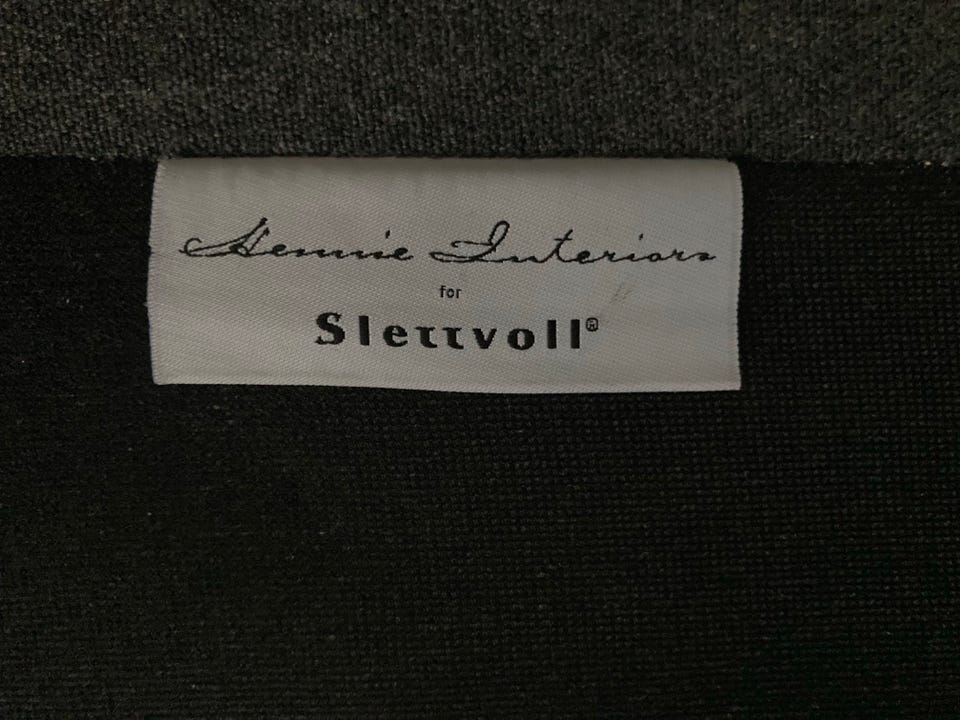 Hennie Interiors
for
Slettvoll®